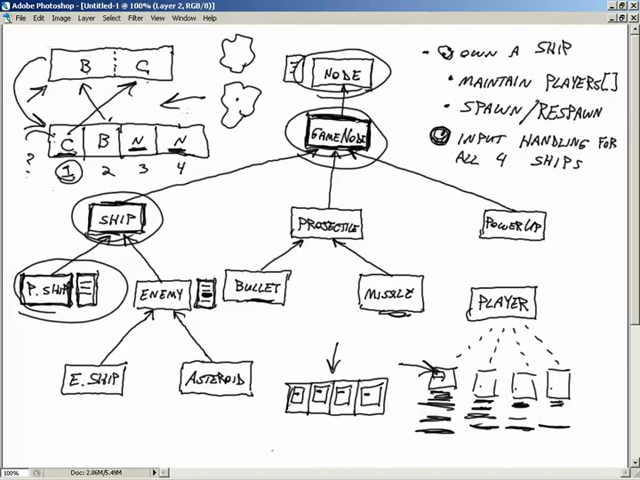 Adobe Photoshop - [Untitled-1 @ 100% (Layer 2, RGB/8)]
File Edit Image Layer Select Filter View Window Help
B C
NODE
- OWN A SHIP
• MAINTAIN PLAYERS[]
• SPAWN/RESPAWN
INPUT HANDLING FOR
ALL 4 SHIPS
GAMENODE
? C B N N
1 2 3 4
SHIP
PROJECTILE
POWERUP
P. SHIP
ENEMY
BULLET
MISSLE
PLAYER
E. SHIP
ASTEROID
100% Doc: 2.86M/5.49M